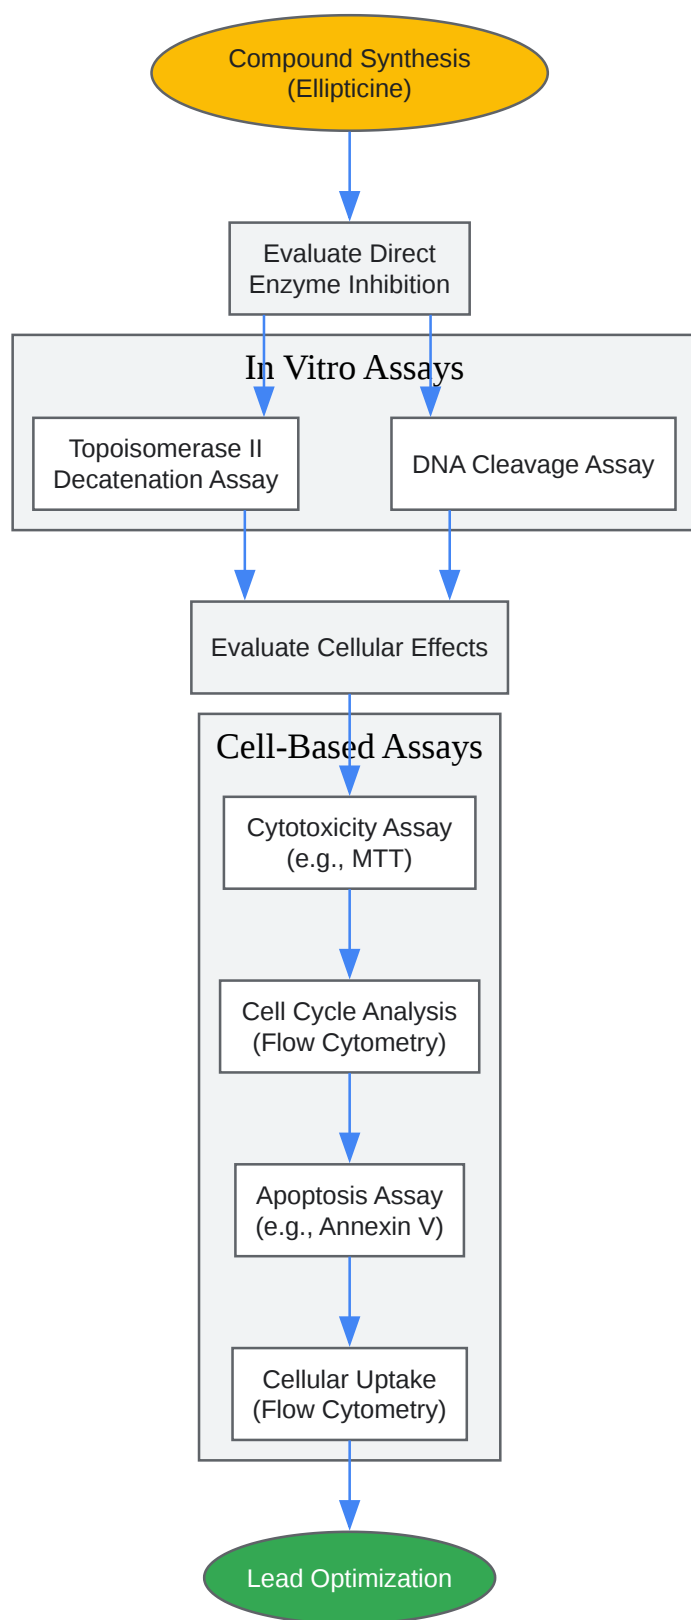 Compound Synthesis
(Ellipticine)
Evaluate Direct
Enzyme Inhibition
In Vitro Assays
Topoisomerase II
Decatenation Assay
DNA Cleavage Assay
Evaluate Cellular Effects
Cell-Based Assays
Cytotoxicity Assay
(e.g., MTT)
Cell Cycle Analysis
(Flow Cytometry)
Apoptosis Assay
(e.g., Annexin V)
Cellular Uptake
(Flow Cytometry)
Lead Optimization